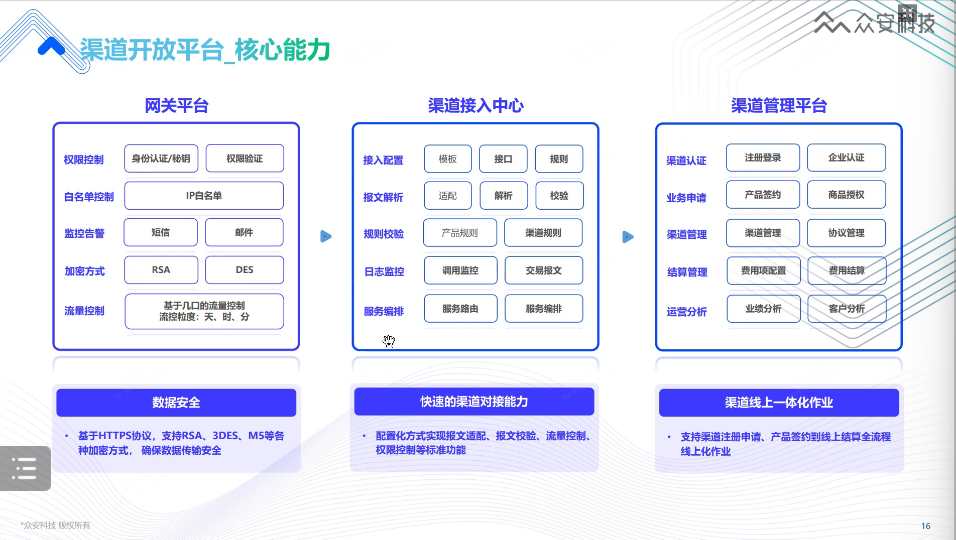 渠道开放平台_核心能力
众安科技
网关平台
权限控制 身份认证/秘钥 权限验证
白名单控制 IP白名单
监控告警 短信 邮件
加密方式 RSA DES
流量控制 基于几口的流量控制
流控粒度：天、时、分
数据安全
• 基于HTTPS协议，支持RSA、3DES、M5等各
种加密方式， 确保数据传输安全
渠道接入中心
接入配置 模板 接口 规则
报文解析 适配 解析 校验
规则校验 产品规则 渠道规则
日志监控 调用监控 交易报文
服务编排 服务路由 服务编排
快速的渠道对接能力
• 配置化方式实现报文适配、报文校验、流量控制、
权限控制等标准功能
渠道管理平台
渠道认证 注册登录 企业认证
业务申请 产品签约 商品授权
渠道管理 渠道管理 协议管理
结算管理 费用项配置 费用结算
运营分析 业绩分析 客户分析
渠道线上一体化作业
• 支持渠道注册申请、产品签约到线上结算全流程
线上化作业
*众安科技 版权所有
16